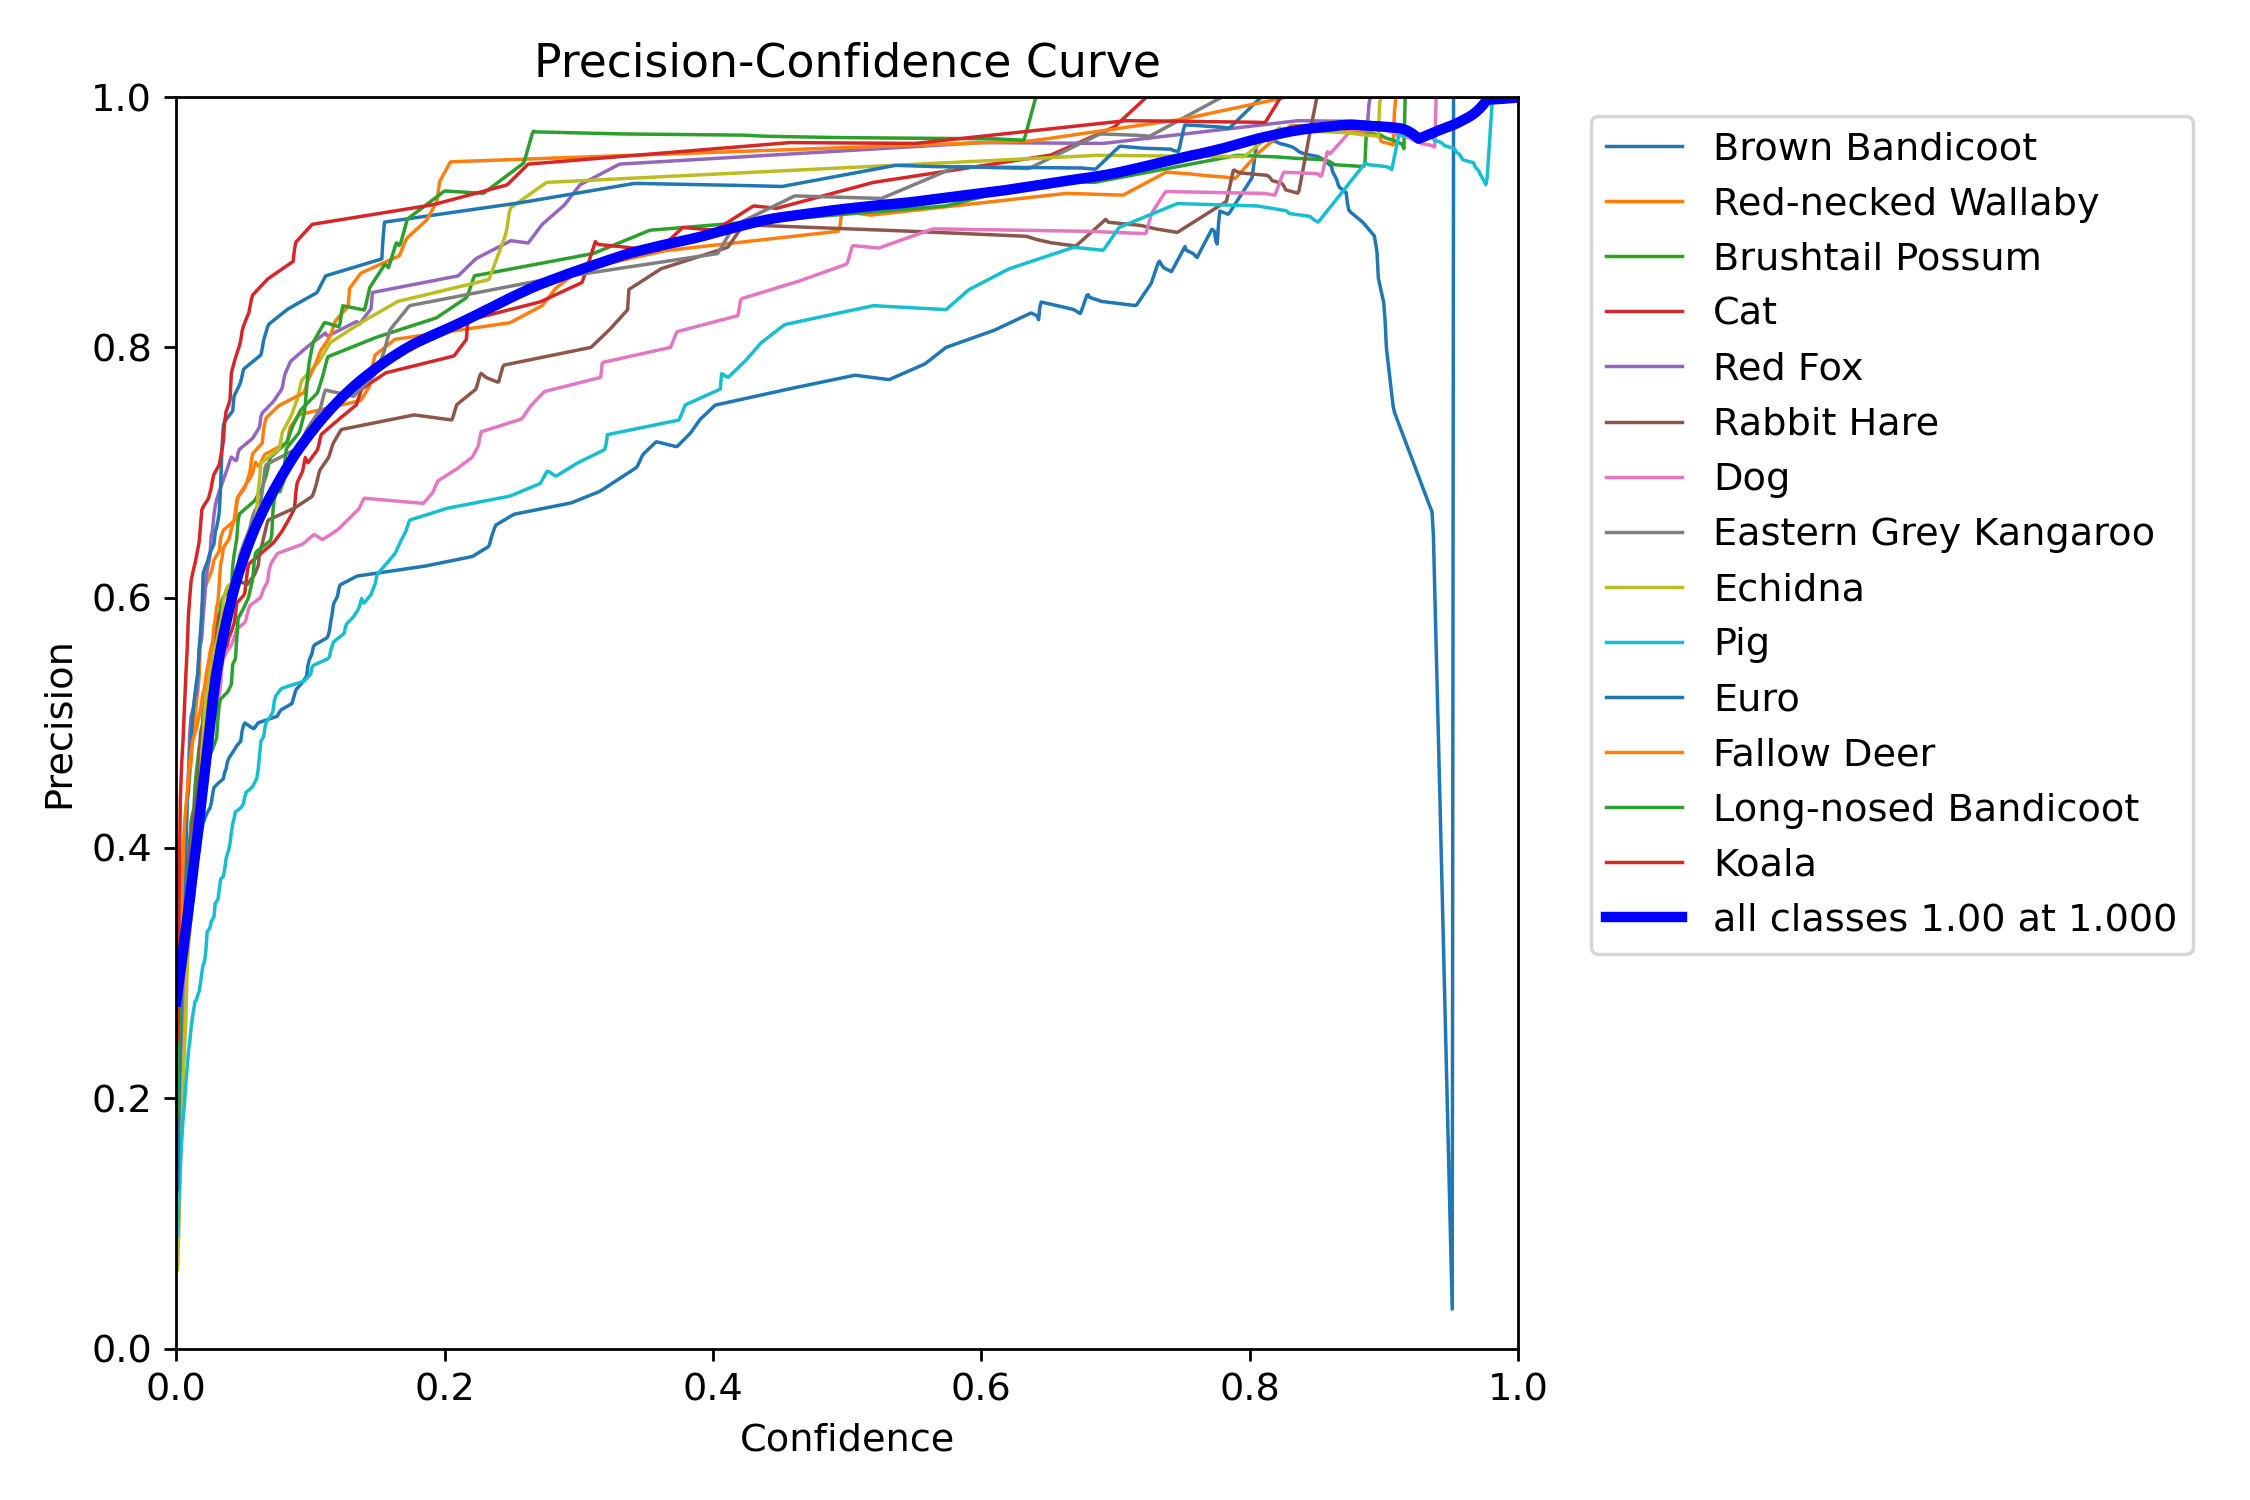 Precision-Confidence Curve
1.0
0.8
0.6
0.4
0.2
0.0
Precision
0.0 0.2 0.4 0.6 0.8 1.0
Confidence
Brown Bandicoot
Red-necked Wallaby
Brushtail Possum
Cat
Red Fox
Rabbit Hare
Dog
Eastern Grey Kangaroo
Echidna
Pig
Euro
Fallow Deer
Long-nosed Bandicoot
Koala
all classes 1.00 at 1.000